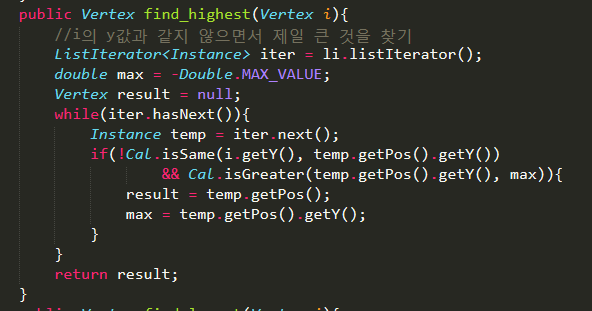 public Vertex find_highest(Vertex i){
//i의 y값과 같지 않으면서 제일 큰 것을 찾기
ListIterator<Instance> iter = li.listIterator();
double max = -Double.MAX_VALUE;
Vertex result = null;
while(iter.hasNext()){
Instance temp = iter.next();
if(!Cal.isSame(i.getY(), temp.getPos().getY())
&& Cal.isGreater(temp.getPos().getY(), max)){
result = temp.getPos();
max = temp.getPos().getY();
}
}
return result;
}